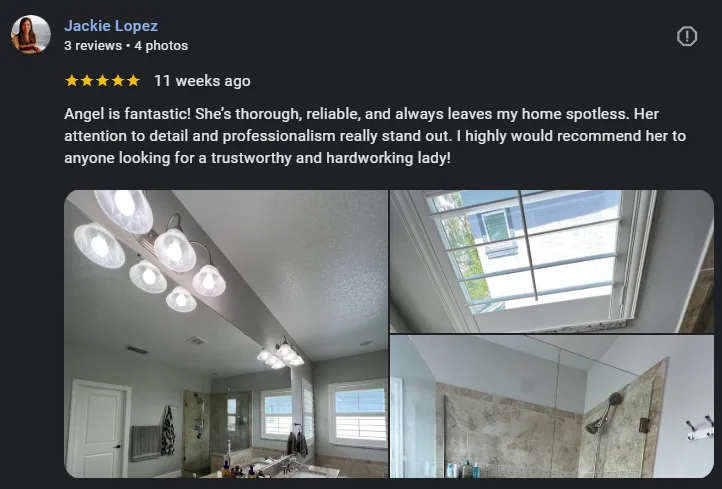 Jackie Lopez
3 reviews • 4 photos
11 weeks ago
Angel is fantastic! She’s thorough, reliable, and always leaves my home spotless. Her
attention to detail and professionalism really stand out. I highly would recommend her to
anyone looking for a trustworthy and hardworking lady!